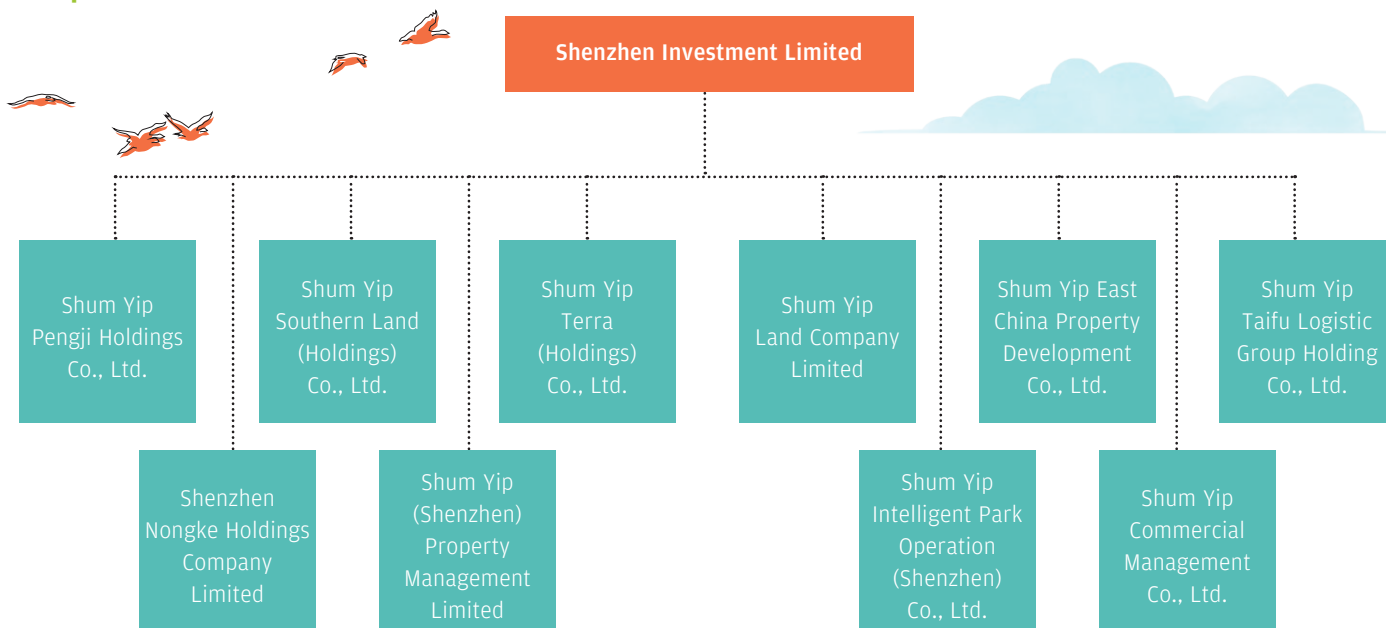 Shenzhen Investment Limited
Shum Yip
Pengji Holdings
Co., Ltd.
Shum Yip
Southern Land
(Holdings)
Co., Ltd.
Shum Yip
Terra
(Holdings)
Co., Ltd.
Shum Yip
Land Company
Limited
Shum Yip East
China Property
Development
Co., Ltd.
Shum Yip
Taifu Logistic
Group Holding
Co., Ltd.
Shenzhen
Nongke Holdings
Company
Limited
Shum Yip
(Shenzhen)
Property
Management
Limited
Shum Yip
Intelligent Park
Operation
(Shenzhen)
Co., Ltd.
Shum Yip
Commercial
Management
Co., Ltd.